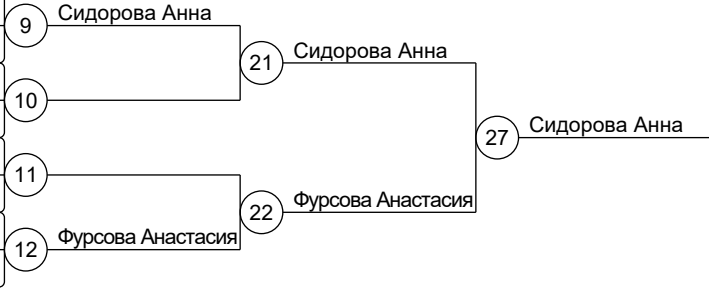 9 Сидорова Анна
21 Сидорова Анна
10
27 Сидорова Анна
11
22 Фурсова Анастасия
12 Фурсова Анастасия